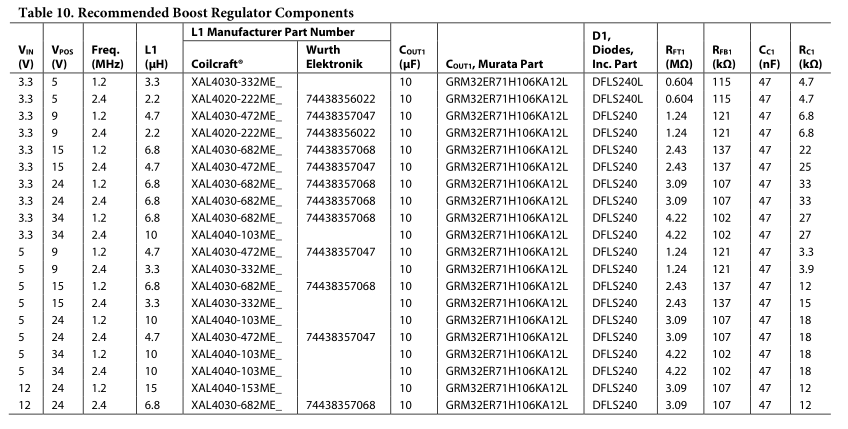 Table 10. Recommended Boost Regulator Components
L1 Manufacturer Part Number
VIN (V) VPOS (V) Freq. (MHz) L1 (μH) Coilcraft® Wurth Elektronik COUT1 (μF) COUT1, Murata Part D1, Diodes, Inc. Part RFT1 (MΩ) RFB1 (kΩ) CC1 (nF) RC1 (kΩ)
3.3 5 1.2 3.3 XAL4030-332ME_ 10 GRM32ER71H106KA12L DFLS240L 0.604 115 47 4.7
3.3 5 2.4 2.2 XAL4020-222ME_ 74438356022 10 GRM32ER71H106KA12L DFLS240L 0.604 115 47 4.7
3.3 9 1.2 4.7 XAL4030-472ME_ 74438357047 10 GRM32ER71H106KA12L DFLS240 1.24 121 47 6.8
3.3 9 2.4 2.2 XAL4020-222ME_ 74438356022 10 GRM32ER71H106KA12L DFLS240 1.24 121 47 6.8
3.3 15 1.2 6.8 XAL4030-682ME_ 74438357068 10 GRM32ER71H106KA12L DFLS240 2.43 137 47 22
3.3 15 2.4 4.7 XAL4030-472ME_ 74438357047 10 GRM32ER71H106KA12L DFLS240 2.43 137 47 25
3.3 24 1.2 6.8 XAL4030-682ME_ 74438357068 10 GRM32ER71H106KA12L DFLS240 3.09 107 47 33
3.3 24 2.4 6.8 XAL4030-682ME_ 74438357068 10 GRM32ER71H106KA12L DFLS240 3.09 107 47 33
3.3 34 1.2 6.8 XAL4030-682ME_ 74438357068 10 GRM32ER71H106KA12L DFLS240 4.22 102 47 27
3.3 34 2.4 10 XAL4040-103ME_ 10 GRM32ER71H106KA12L DFLS240 4.22 102 47 27
5 9 1.2 4.7 XAL4030-472ME_ 74438357047 10 GRM32ER71H106KA12L DFLS240 1.24 121 47 3.3
5 9 2.4 3.3 XAL4030-332ME_ 10 GRM32ER71H106KA12L DFLS240 1.24 121 47 3.9
5 15 1.2 6.8 XAL4030-682ME_ 74438357068 10 GRM32ER71H106KA12L DFLS240 2.43 137 47 12
5 15 2.4 3.3 XAL4030-332ME_ 10 GRM32ER71H106KA12L DFLS240 2.43 137 47 15
5 24 1.2 10 XAL4040-103ME_ 10 GRM32ER71H106KA12L DFLS240 3.09 107 47 18
5 24 2.4 4.7 XAL4030-472ME_ 74438357047 10 GRM32ER71H106KA12L DFLS240 3.09 107 47 18
5 34 1.2 10 XAL4040-103ME_ 10 GRM32ER71H106KA12L DFLS240 4.22 102 47 18
5 34 2.4 10 XAL4040-103ME_ 10 GRM32ER71H106KA12L DFLS240 4.22 102 47 18
12 24 1.2 15 XAL4040-153ME_ 10 GRM32ER71H106KA12L DFLS240 3.09 107 47 12
12 24 2.4 6.8 XAL4030-682ME_ 74438357068 10 GRM32ER71H106KA12L DFLS240 3.09 107 47 12